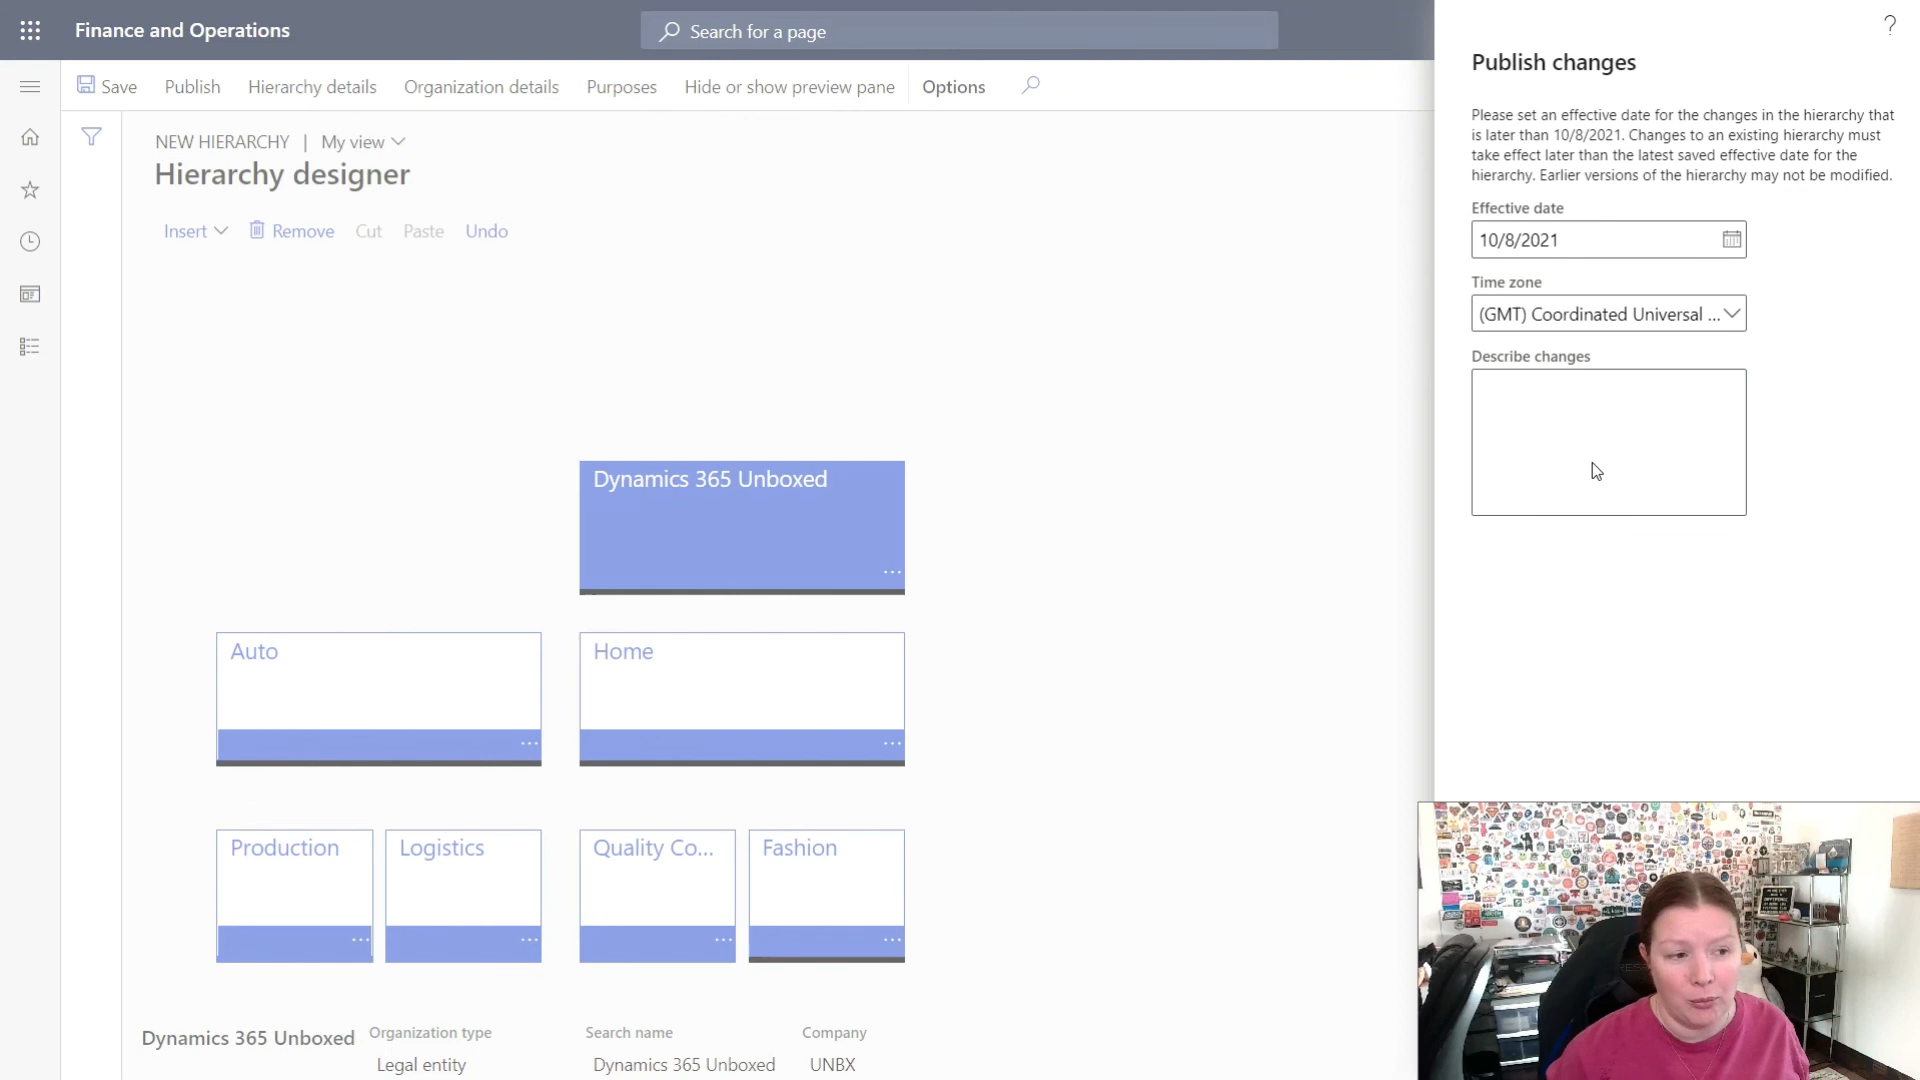 Finance and Operations
Search for a page
?
Save
Publish
Hierarchy details
Organization details
Purposes
Hide or show preview pane
Options
NEW HIERARCHY | My view
Hierarchy designer
Insert
Remove
Cut
Paste
Undo
Dynamics 365 Unboxed
...
Auto
...
Home
...
Production
...
Logistics
...
Quality Co...
...
Fashion
...
Dynamics 365 Unboxed
Organization type
Legal entity
Search name
Dynamics 365 Unboxed
Company
UNBX
Publish changes
Please set an effective date for the changes in the hierarchy that
is later than 10/8/2021. Changes to an existing hierarchy must
take effect later than the latest saved effective date for the
hierarchy. Earlier versions of the hierarchy may not be modified.
Effective date
10/8/2021
Time zone
(GMT) Coordinated Universal ...
Describe changes